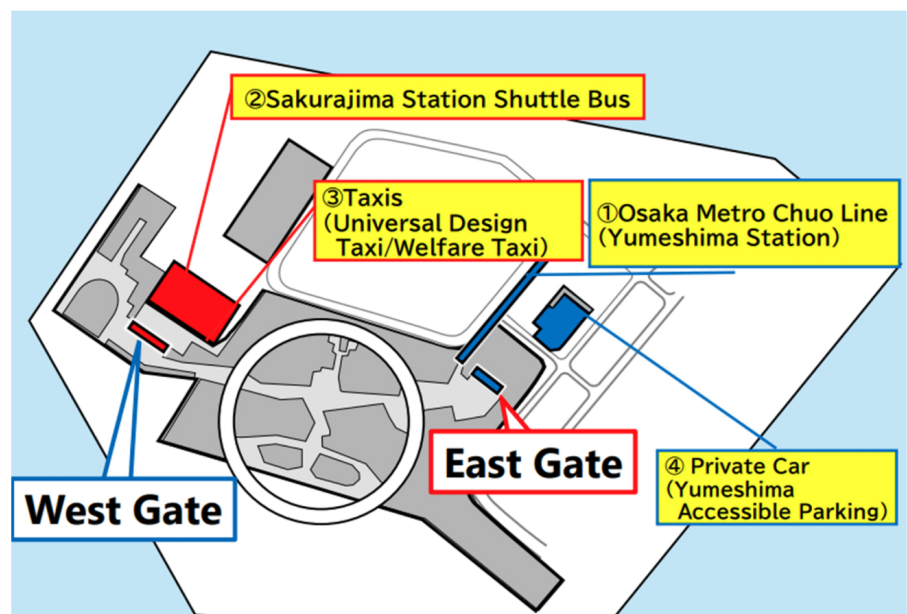 ②Sakurajima Station Shuttle Bus
③Taxis
(Universal Design
Taxi/Welfare Taxi)
①Osaka Metro Chuo Line
(Yumeshima Station)
East Gate
④ Private Car
(Yumeshima
Accessible Parking)
West Gate